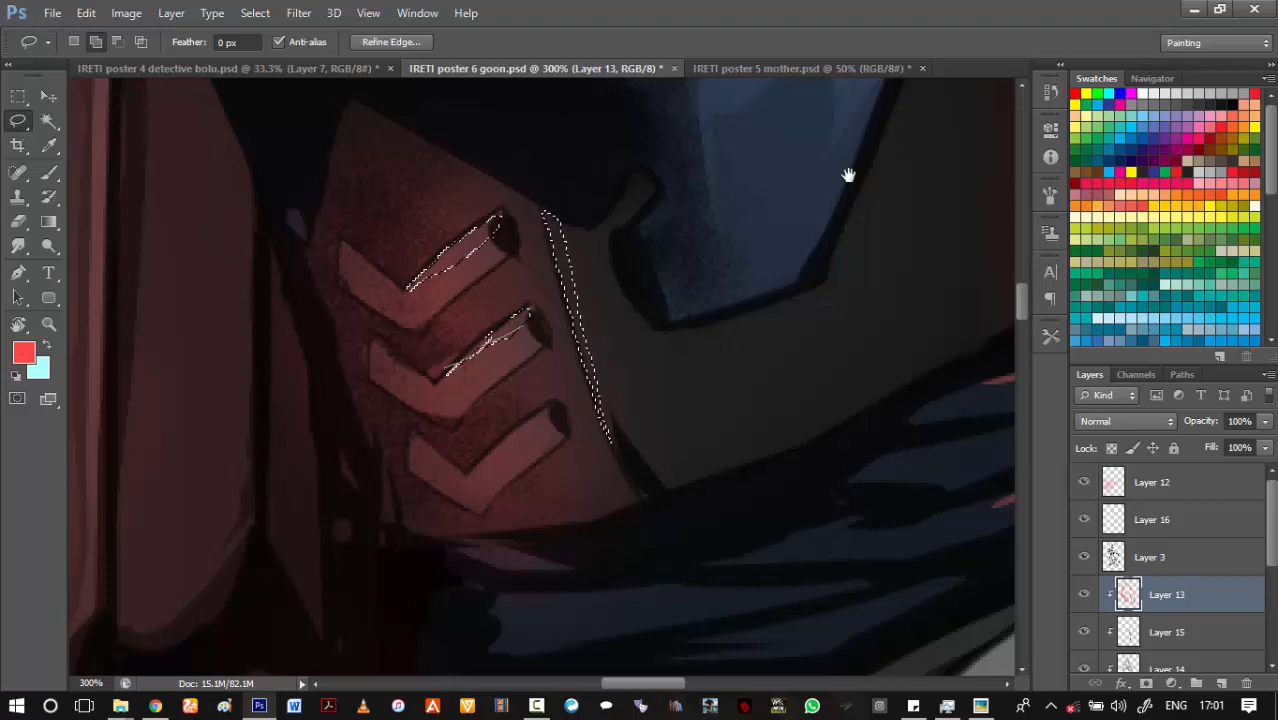 Ps File Edit Image Layer Type Select Filter 3D View Window Help
Feather: 0 px Anti-alias Refine Edge... Painting
IRETI poster 4 detective bolu.psd @ 33.3% (Layer 7, RGB/8#) * × IRETI poster 6 goon.psd @ 300% (Layer 13, RGB/8) * × IRETI poster 5 mother.psd @ 50% (RGB/8#) * ×
Swatches Navigator
Layers Channels Paths
Kind
Normal Opacity: 100%
Lock: Fill: 100%
Layer 12
Layer 16
Layer 3
Layer 13
Layer 15
Layer 14
300% Doc: 15.1M/82.1M
ENG 17:01